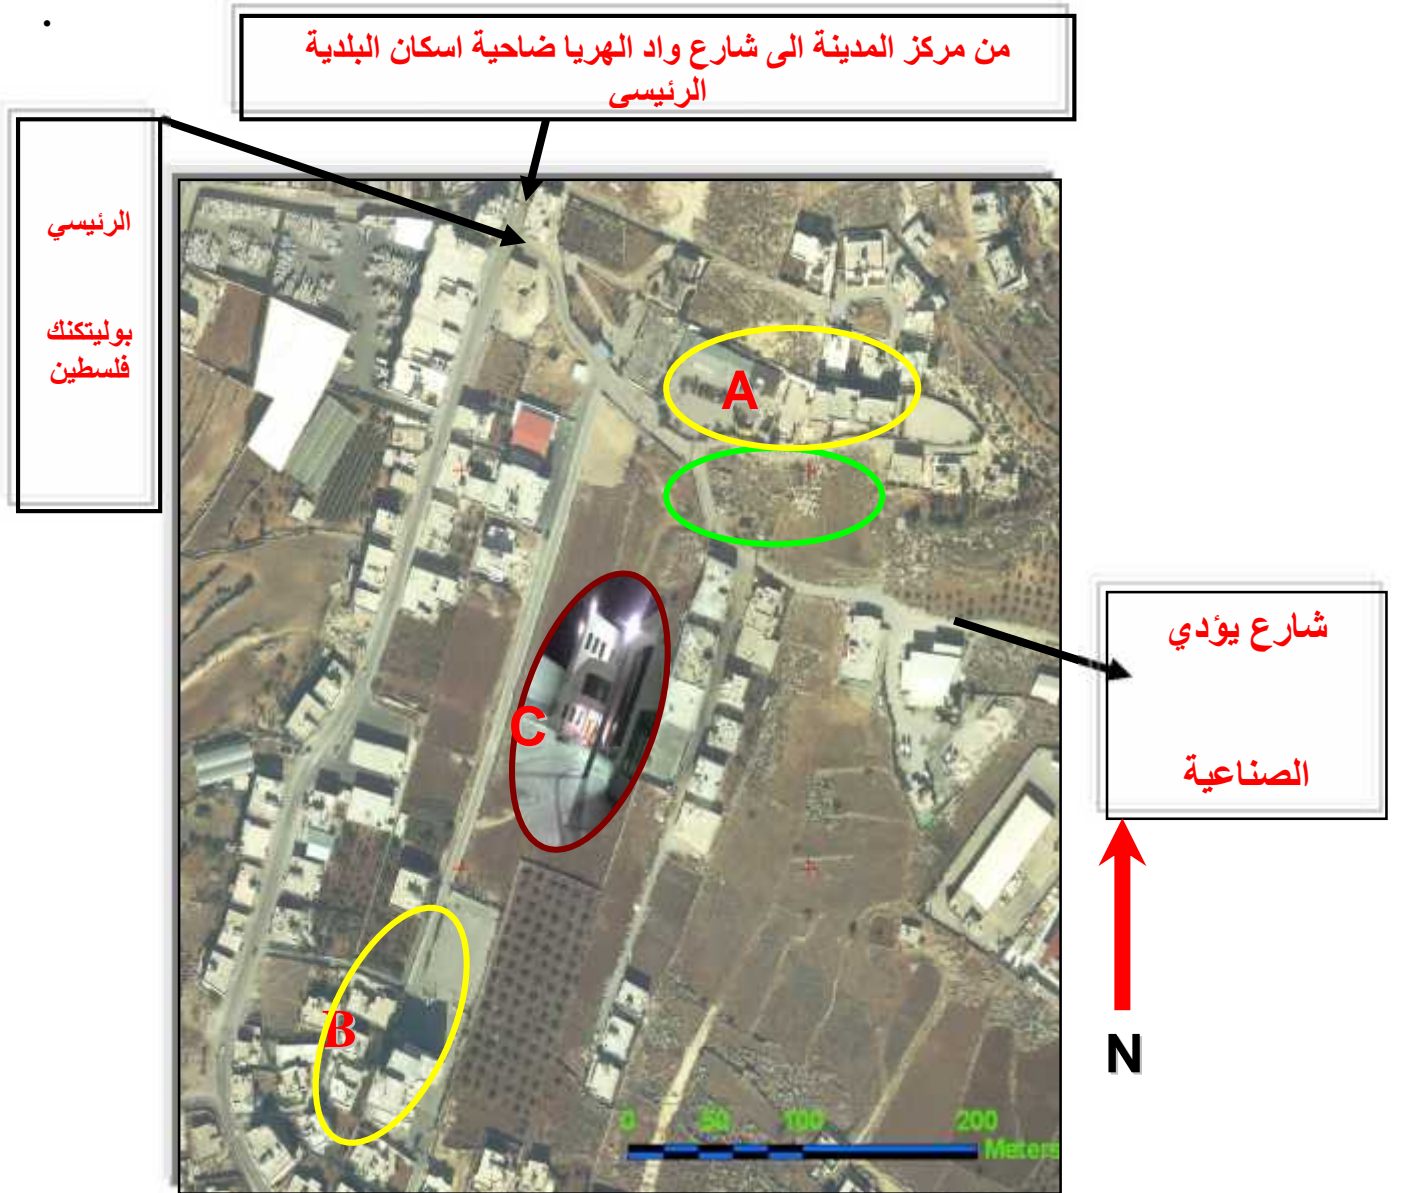 من مركز المدينة الى شارع واد الهريا ضاحية اسكان البلدية
الرئيسى
الرئيسي
بوليتكنك
فلسطين
A
C
شارع يؤدي
الصناعية
B
N
0 50 100 200
Meters